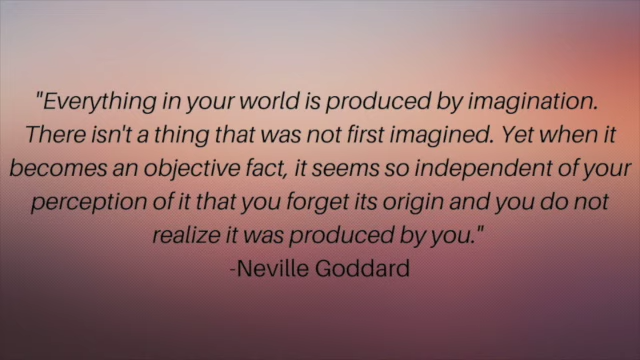 "Everything in your world is produced by imagination.
There isn't a thing that was not first imagined. Yet when it
becomes an objective fact, it seems so independent of your
perception of it that you forget its origin and you do not
realize it was produced by you."
-Neville Goddard